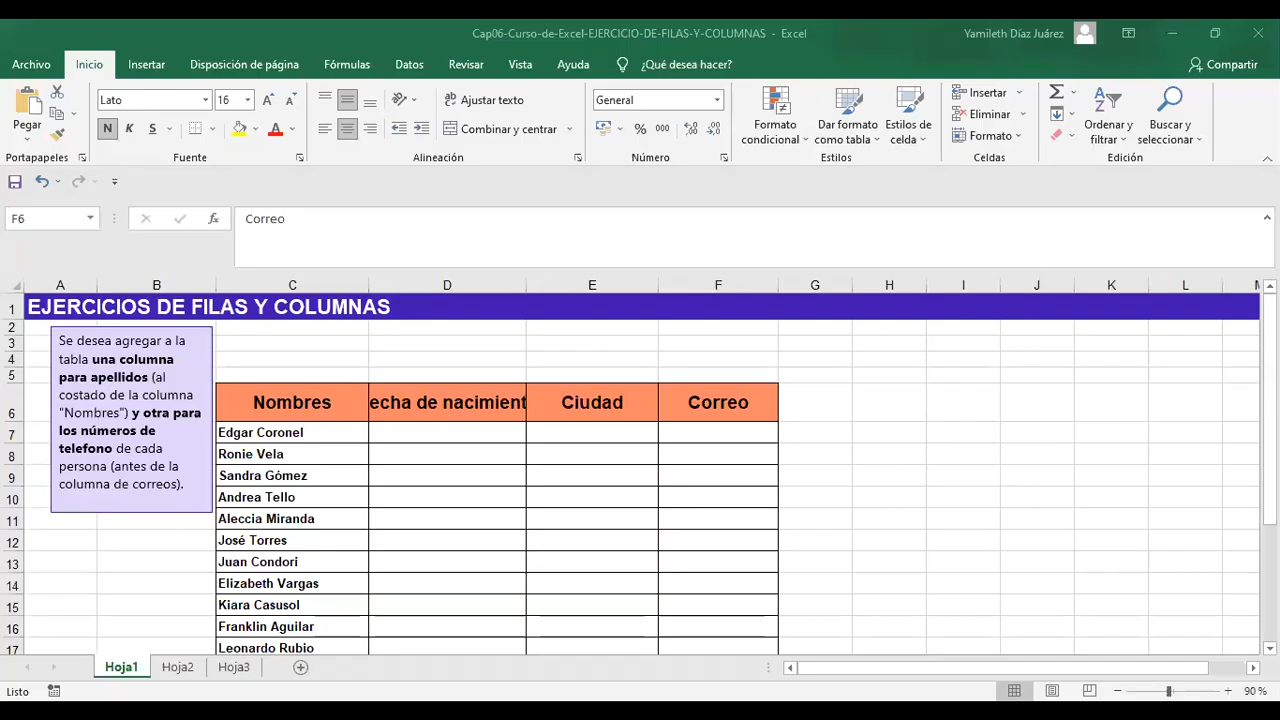 Cap06-Curso-de-Excel-EJERCICIO-DE-FILAS-Y-COLUMNAS - Excel
Yamileth Díaz Juárez
Archivo Inicio Insertar Disposición de página Fórmulas Datos Revisar Vista Ayuda ¿Qué desea hacer? Compartir
Pegar
Portapapeles
Lato 16
N K S
Fuente
Ajustar texto
Combinar y centrar
Alineación
General
% 000
Número
Formato condicional
Dar formato como tabla
Estilos de celda
Estilos
Insertar
Eliminar
Formato
Celdas
Ordenar y filtrar
Buscar y seleccionar
Edición
F6 fx Correo
A B C D E F G H I J K L M
1 EJERCICIOS DE FILAS Y COLUMNAS
2
3
4
5
Se desea agregar a la
tabla una columna
para apellidos (al
costado de la columna
"Nombres") y otra para
los números de
telefono de cada
persona (antes de la
columna de correos).
6 Nombres echa de nacimient Ciudad Correo
7 Edgar Coronel
8 Ronie Vela
9 Sandra Gómez
10 Andrea Tello
11 Aleccia Miranda
12 José Torres
13 Juan Condori
14 Elizabeth Vargas
15 Kiara Casusol
16 Franklin Aguilar
17 Leonardo Rubio
Hoja1 Hoja2 Hoja3
Listo
90 %